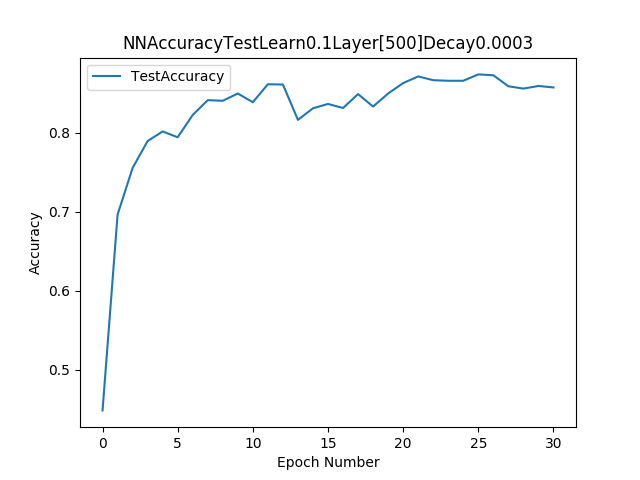 NNAccuracyTestLearn0.1Layer[500]Decay0.0003
TestAccuracy
Accuracy
0.8
0.7
0.6
0.5
0 5 10 15 20 25 30
Epoch Number